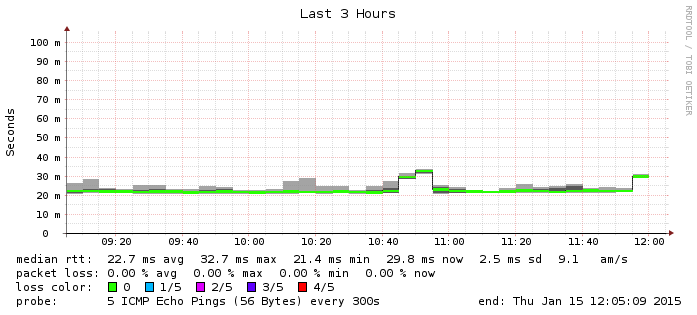 Last 3 Hours
RRDTOOL / TOBI OETIKER
Seconds
100 m
90 m
80 m
70 m
60 m
50 m
40 m
30 m
20 m
10 m
0
09:20 09:40 10:00 10:20 10:40 11:00 11:20 11:40 12:00
median rtt: 22.7 ms avg 32.7 ms max 21.4 ms min 29.8 ms now 2.5 ms sd 9.1 am/s
packet loss: 0.00 % avg 0.00 % max 0.00 % min 0.00 % now
loss color: 0 1/5 2/5 3/5 4/5
probe: 5 ICMP Echo Pings (56 Bytes) every 300s end: Thu Jan 15 12:05:09 2015